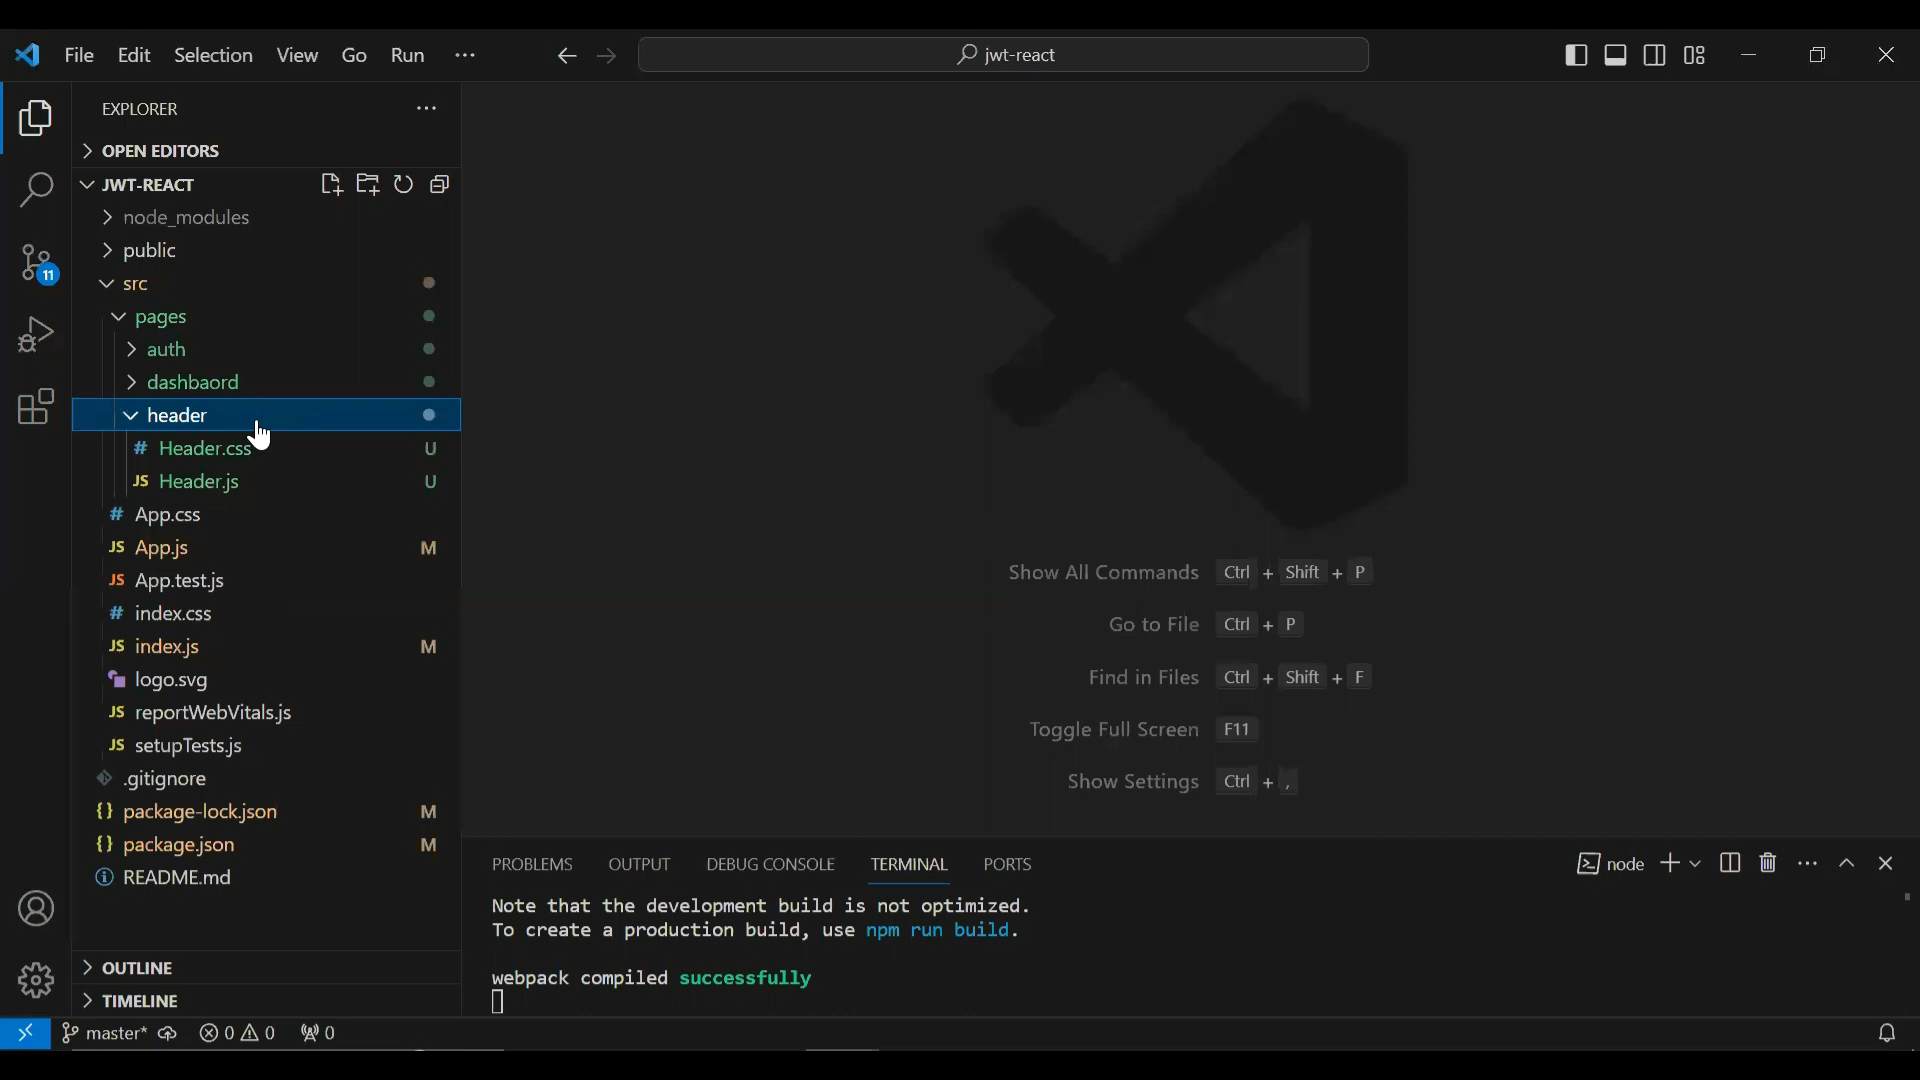 File Edit Selection View Go Run ···
jwt-react
EXPLORER
OPEN EDITORS
JWT-REACT
node_modules
public
src
pages
auth
dashbaord
header
# Header.css U
JS Header.js U
# App.css
JS App.js M
JS App.test.js
# index.css
JS index.js M
logo.svg
JS reportWebVitals.js
JS setupTests.js
.gitignore
{} package-lock.json M
{} package.json M
README.md
OUTLINE
TIMELINE
11
Show All Commands Ctrl + Shift + P
Go to File Ctrl + P
Find in Files Ctrl + Shift + F
Toggle Full Screen F11
Show Settings Ctrl + ,
PROBLEMS OUTPUT DEBUG CONSOLE TERMINAL PORTS
node
Note that the development build is not optimized.
To create a production build, use npm run build.
webpack compiled successfully
master* 0 0 0